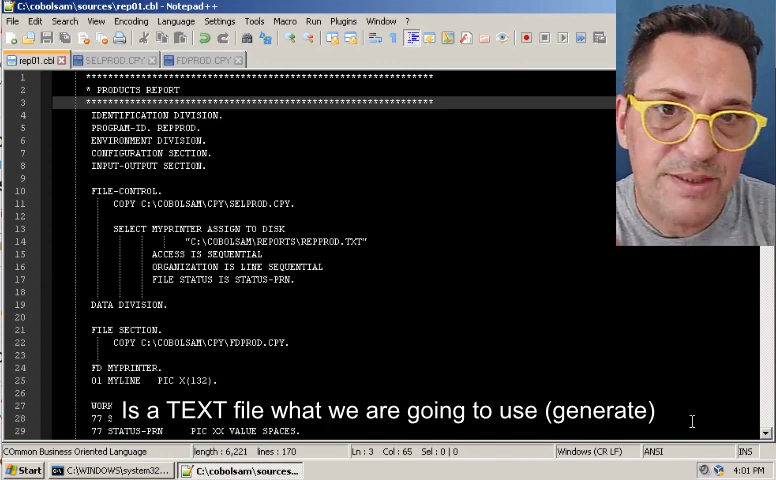 C:\cobolsam\sources\rep01.cbl - Notepad++
File Edit Search View Encoding Language Settings Tools Macro Run Plugins Window ?
rep01.cbl SELPROD.CPY FDPROD.CPY
1 *****************************************************************
2 * PRODUCTS REPORT
3 *****************************************************************
4 IDENTIFICATION DIVISION.
5 PROGRAM-ID. REPPROD.
6 ENVIRONMENT DIVISION.
7 CONFIGURATION SECTION.
8 INPUT-OUTPUT SECTION.
9
10 FILE-CONTROL.
11 COPY C:\COBOLSAM\CPY\SELPROD.CPY.
12
13 SELECT MYPRINTER ASSIGN TO DISK
14 "C:\COBOLSAM\REPORTS\REPPROD.TXT"
15 ACCESS IS SEQUENTIAL
16 ORGANIZATION IS LINE SEQUENTIAL
17 FILE STATUS IS STATUS-PRN.
18
19 DATA DIVISION.
20
21 FILE SECTION.
22 COPY C:\COBOLSAM\CPY\FDPROD.CPY.
23
24 FD MYPRINTER.
25 01 MYLINE PIC X(132).
26
27 WORK
Is a TEXT file what we are going to use (generate)
28 77 S
29 77 STATUS-PRN PIC XX VALUE SPACES.
COmmon Business Oriented Language length : 6,221 lines : 170 Ln : 3 Col : 65 Sel : 0 | 0 Windows (CR LF) ANSI INS
Start C:\WINDOWS\system32... C:\cobolsam\sources... 4:01 PM